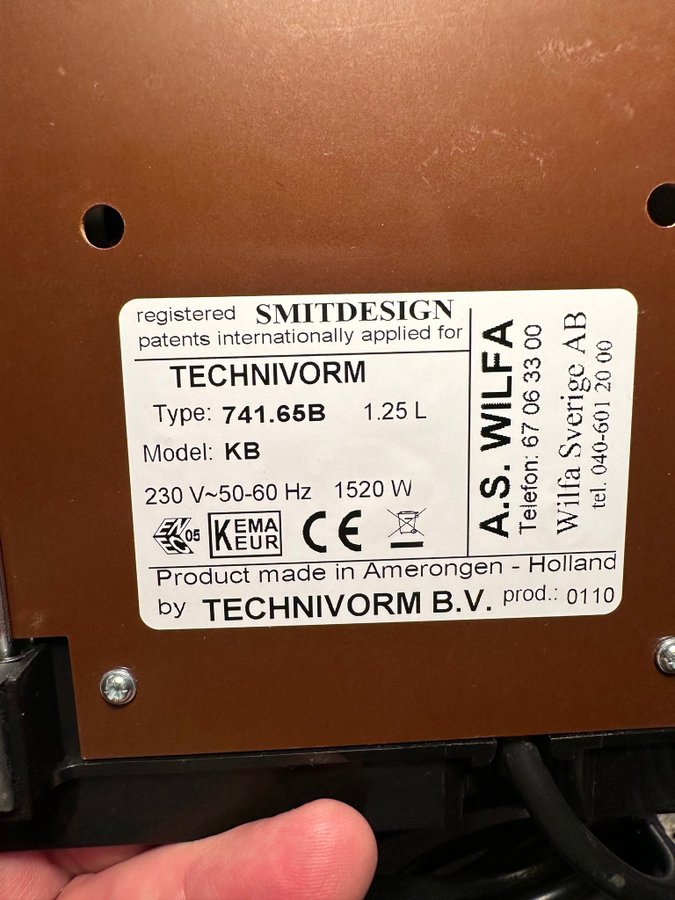 registered SMITDESIGN
patents internationally applied for
TECHNIVORM
Type: 741.65B 1.25 L
Model: KB
230 V~50-60 Hz 1520 W
ENEC 05 KEMA KEUR CE
A.S. WILFA
Telefon: 67 06 33 00
Wilfa Sverige AB
tel. 040-601 20 00
Product made in Amerongen - Holland
by TECHNIVORM B.V. prod.: 0110